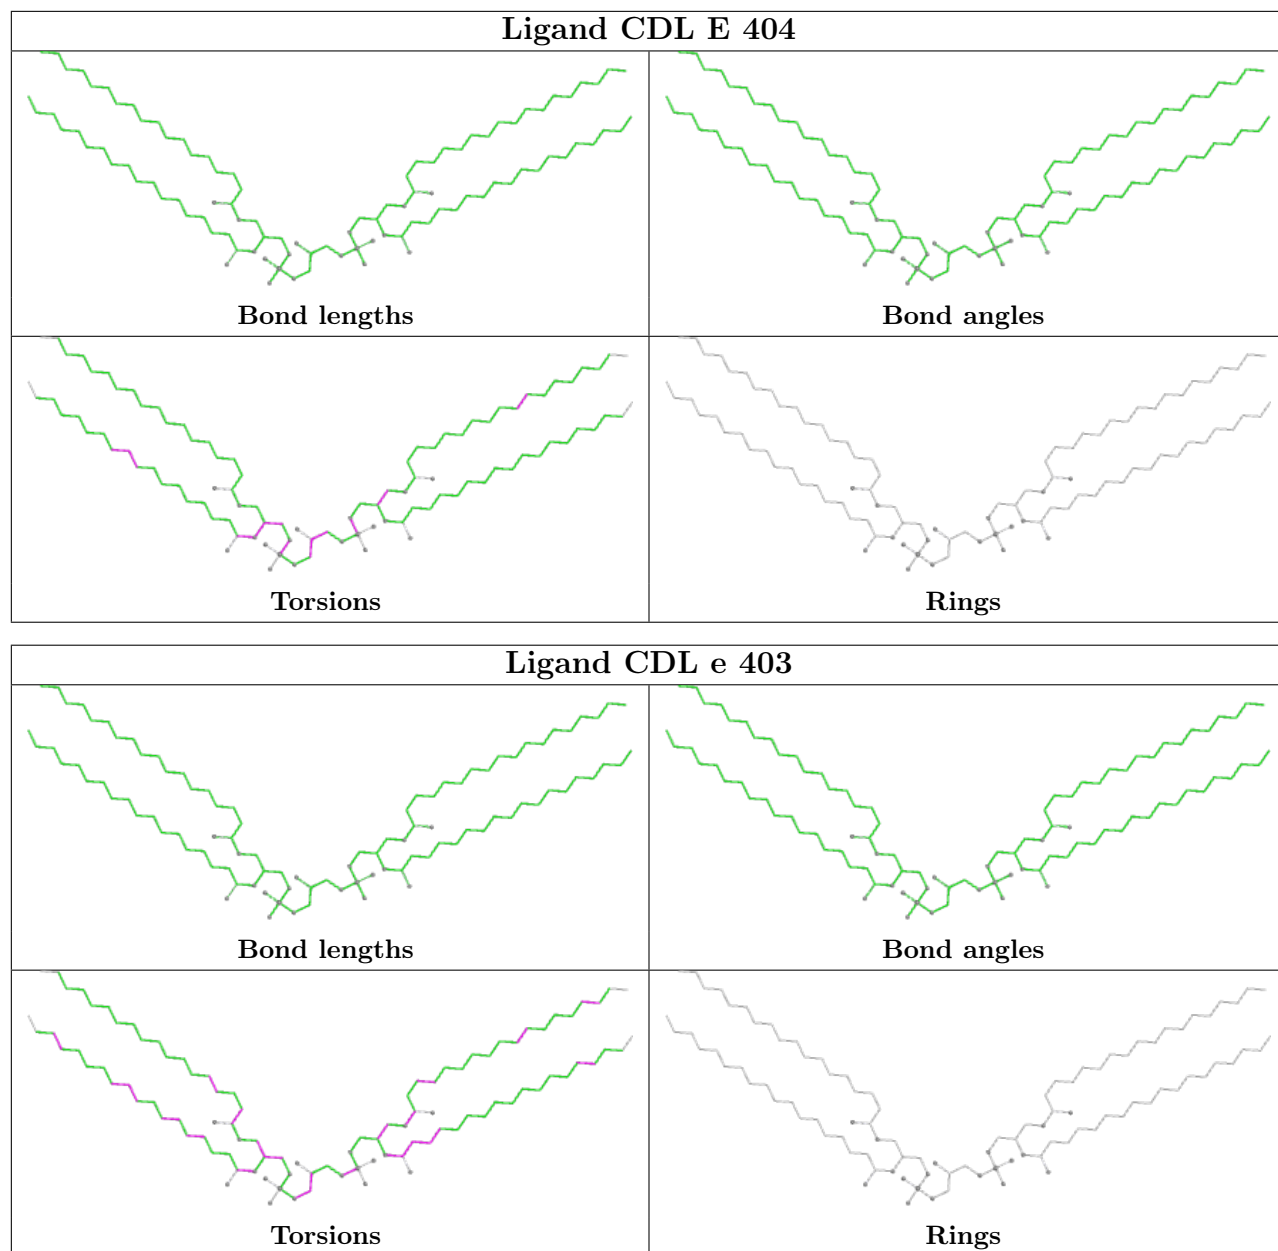 Ligand CDL E 404
Bond lengths
Bond angles
Torsions
Rings
Ligand CDL e 403
Bond lengths
Bond angles
Torsions
Rings